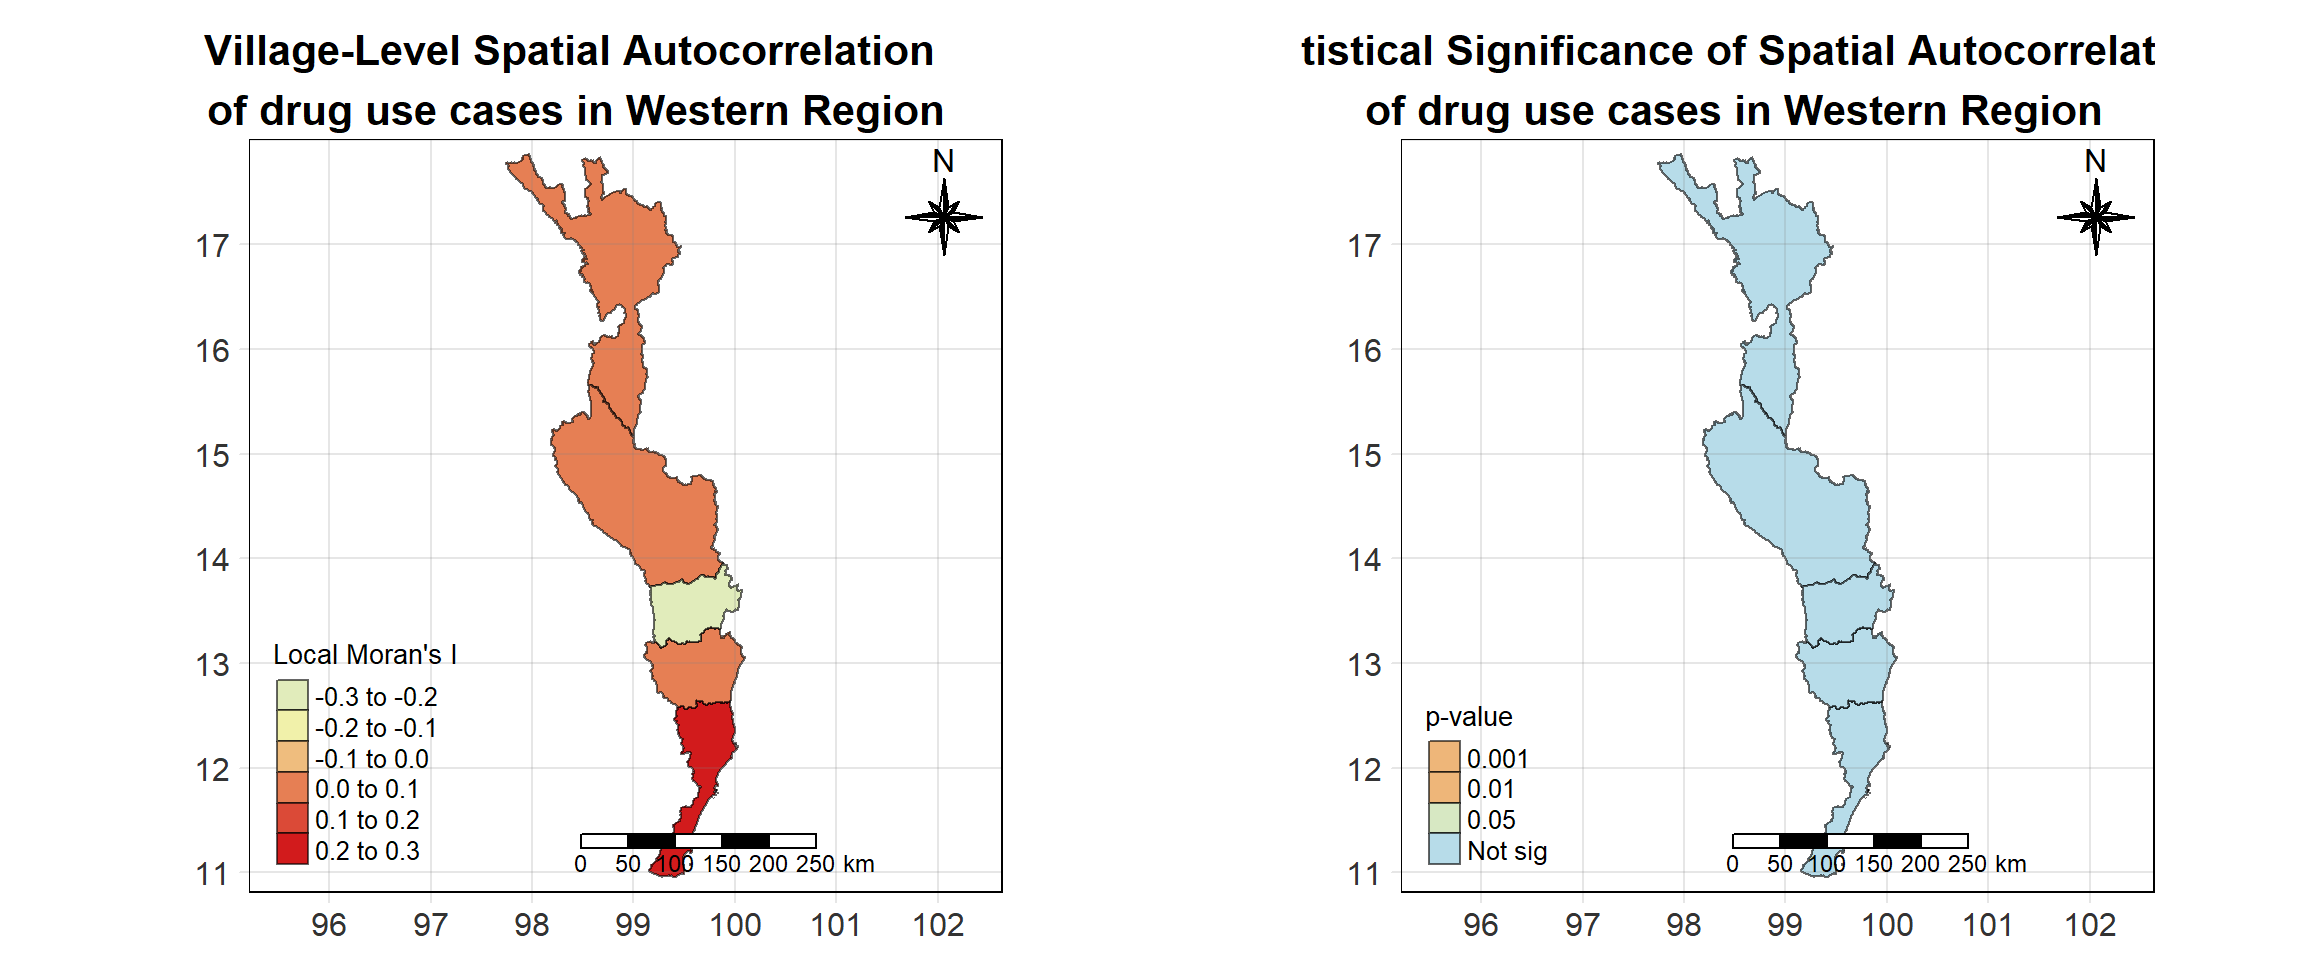 Village-Level Spatial Autocorrelation
of drug use cases in Western Region
N
17
16
15
14
13
12
11
Local Moran's I
-0.3 to -0.2
-0.2 to -0.1
-0.1 to 0.0
0.0 to 0.1
0.1 to 0.2
0.2 to 0.3
0 50 100 150 200 250 km
96 97 98 99 100 101 102
tistical Significance of Spatial Autocorrelat
of drug use cases in Western Region
N
17
16
15
14
13
12
11
p-value
0.001
0.01
0.05
Not sig
0 50 100 150 200 250 km
96 97 98 99 100 101 102